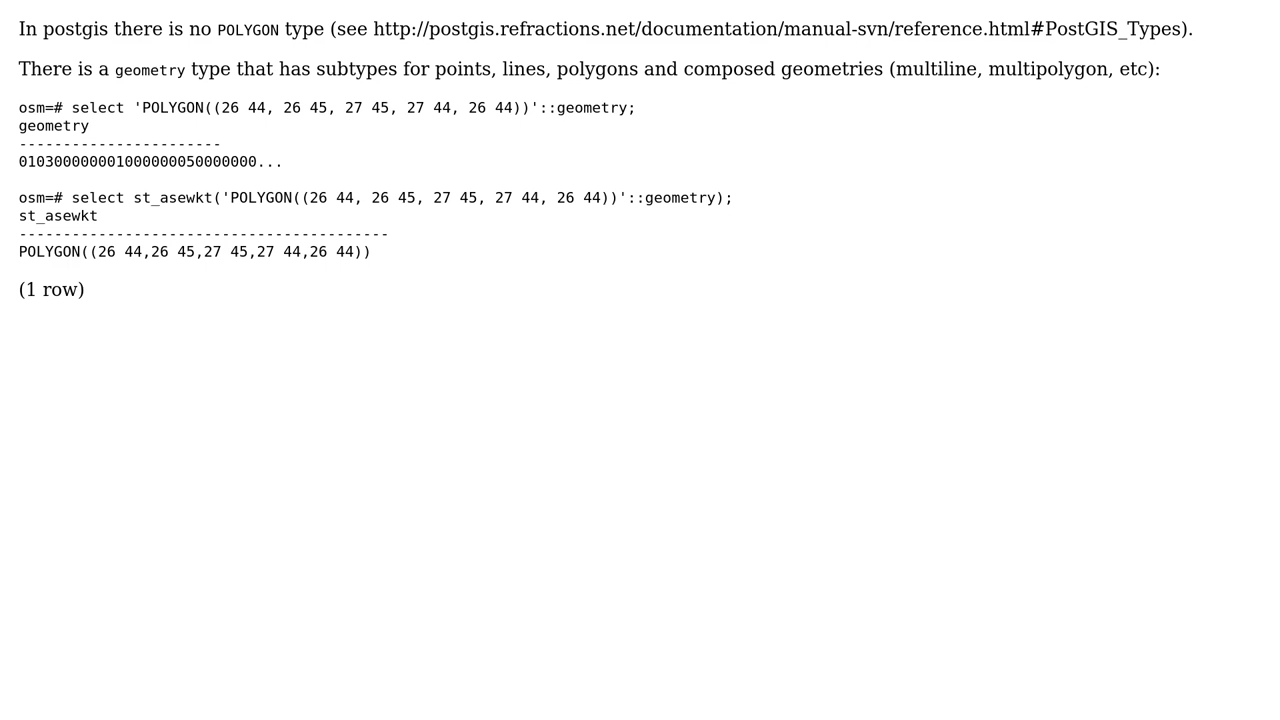 In postgis there is no POLYGON type (see http://postgis.refractions.net/documentation/manual-svn/reference.html#PostGIS_Types).
There is a geometry type that has subtypes for points, lines, polygons and composed geometries (multiline, multipolygon, etc):
osm=# select 'POLYGON((26 44, 26 45, 27 45, 27 44, 26 44))'::geometry;
geometry
-----------------------
010300000001000000050000000...
osm=# select st_asewkt('POLYGON((26 44, 26 45, 27 45, 27 44, 26 44))'::geometry);
st_asewkt
------------------------------------------
POLYGON((26 44,26 45,27 45,27 44,26 44))
(1 row)